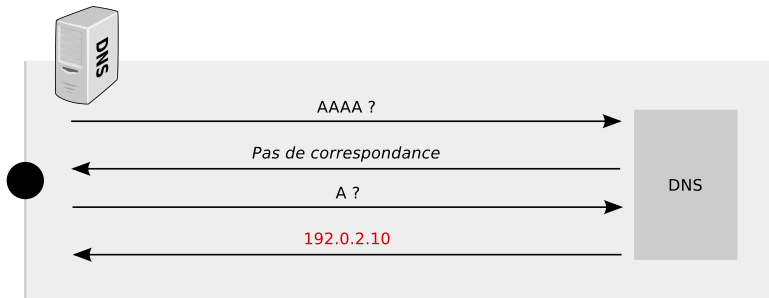 DNS
AAAA ?
Pas de correspondance
A ?
DNS
192.0.2.10